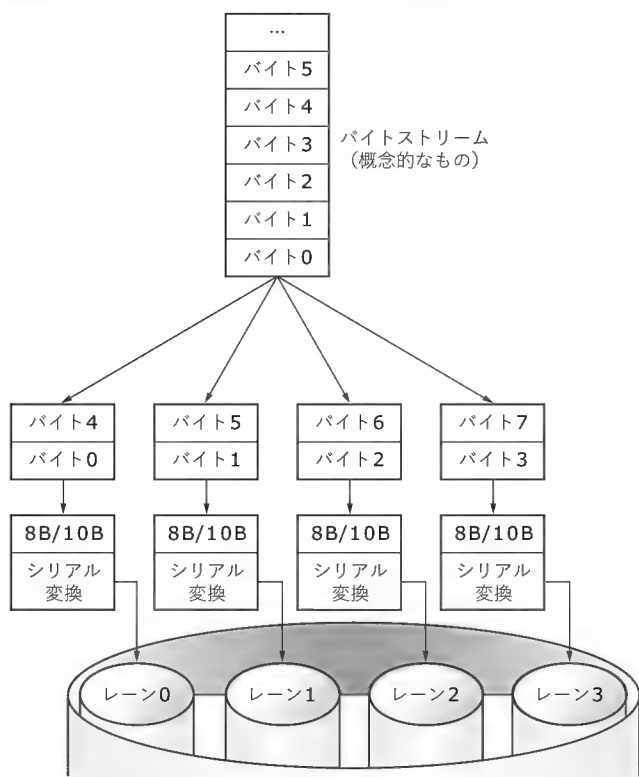 …
バイト5
バイト4
バイト3
バイト2
バイト1
バイト0
バイトストリーム
(概念的なもの)
バイト4
バイト0
バイト5
バイト1
バイト6
バイト2
バイト7
バイト3
8B/10B
シリアル
変換
8B/10B
シリアル
変換
8B/10B
シリアル
変換
8B/10B
シリアル
変換
レーン0
レーン1
レーン2
レーン3